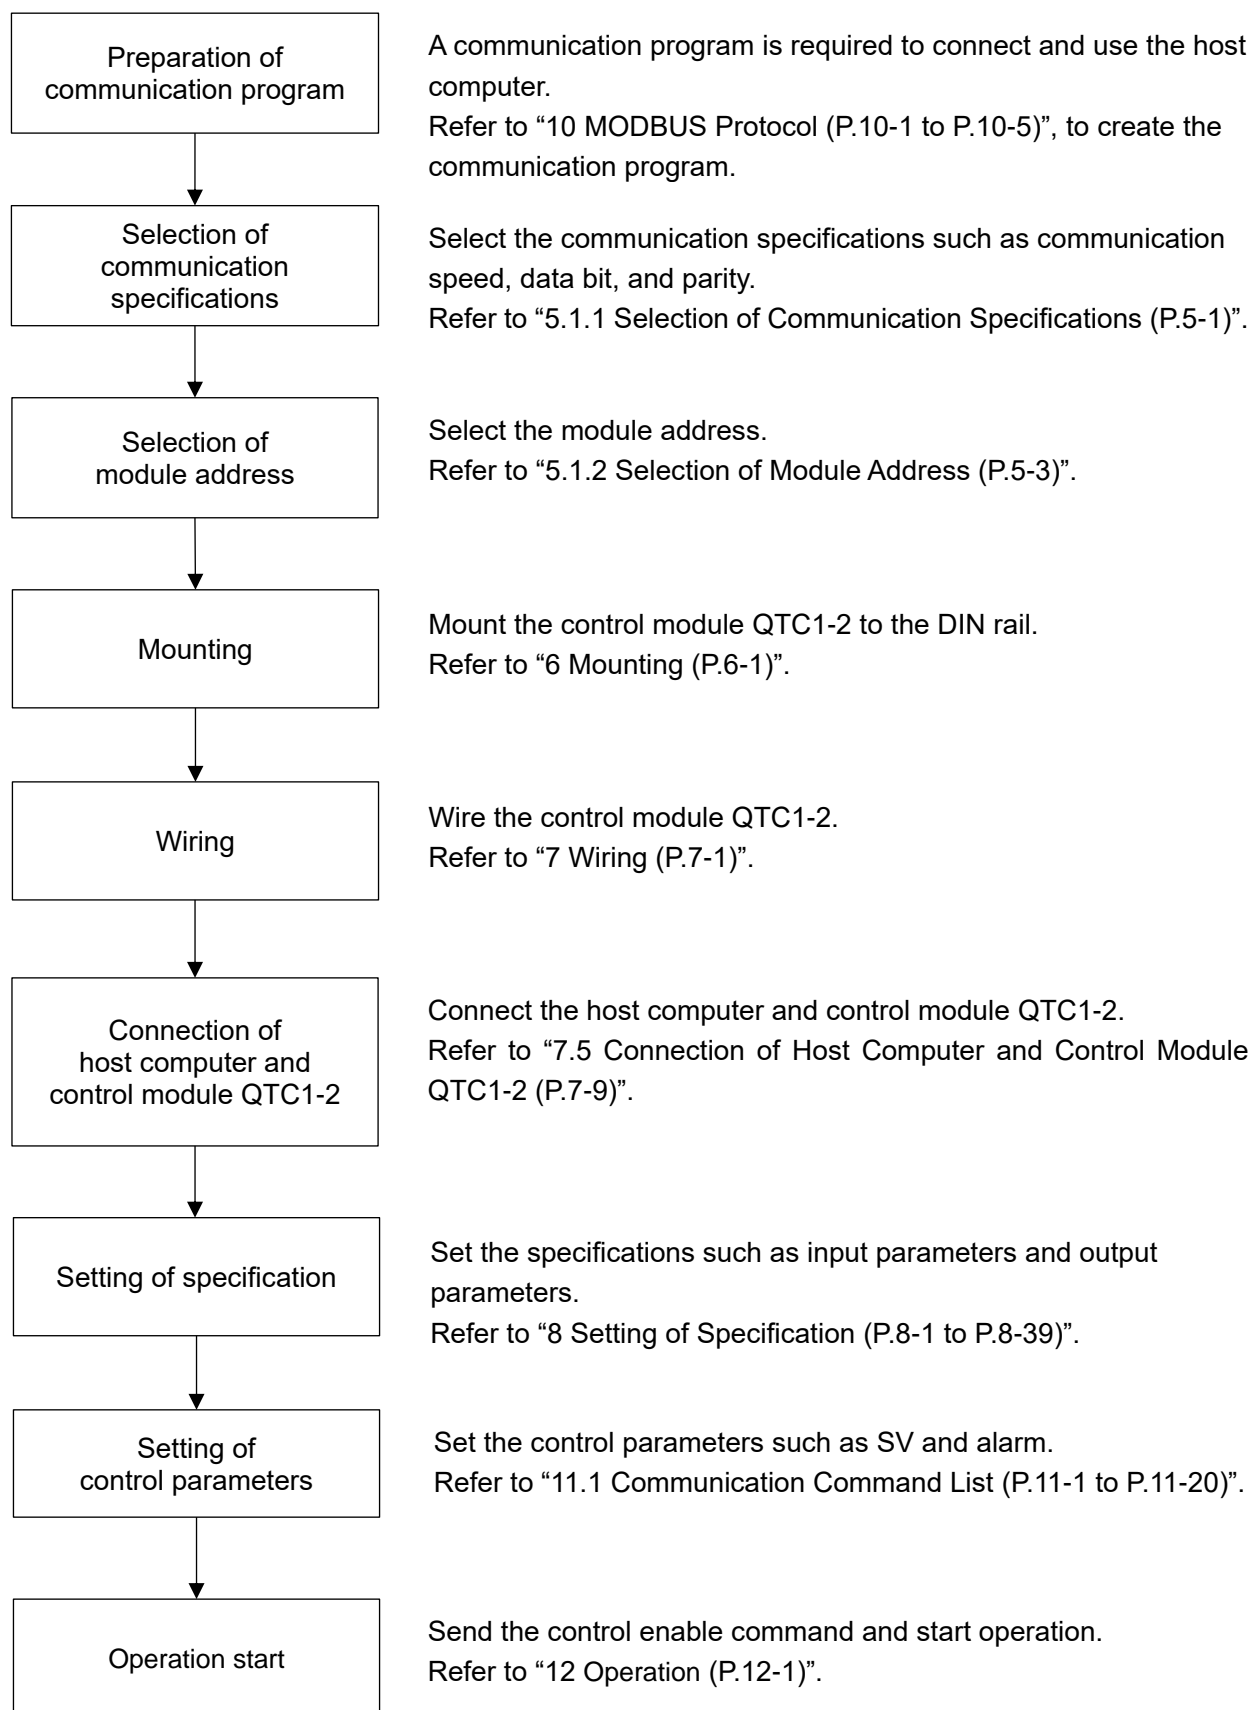 Preparation of
communication program
A communication program is required to connect and use the host
computer.
Refer to “10 MODBUS Protocol (P.10-1 to P.10-5)”, to create the
communication program.
Selection of
communication
specifications
Select the communication specifications such as communication
speed, data bit, and parity.
Refer to “5.1.1 Selection of Communication Specifications (P.5-1)”.
Selection of
module address
Select the module address.
Refer to “5.1.2 Selection of Module Address (P.5-3)”.
Mounting
Mount the control module QTC1-2 to the DIN rail.
Refer to “6 Mounting (P.6-1)”.
Wiring
Wire the control module QTC1-2.
Refer to “7 Wiring (P.7-1)”.
Connection of
host computer and
control module QTC1-2
Connect the host computer and control module QTC1-2.
Refer to “7.5 Connection of Host Computer and Control Module
QTC1-2 (P.7-9)”.
Setting of specification
Set the specifications such as input parameters and output
parameters.
Refer to “8 Setting of Specification (P.8-1 to P.8-39)”.
Setting of
control parameters
Set the control parameters such as SV and alarm.
Refer to “11.1 Communication Command List (P.11-1 to P.11-20)”.
Operation start
Send the control enable command and start operation.
Refer to “12 Operation (P.12-1)”.